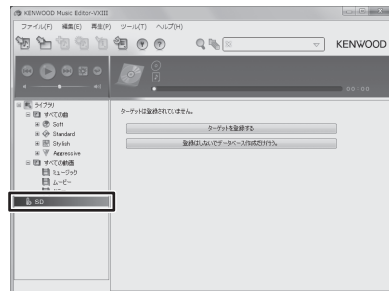 KENWOOD Music Editor-VXIII
ファイル(F) 編集(E) 再生(P) ツール(T) ヘルプ(H)
KENWOOD
00:00
ライブラリ
すべての曲
Soft
Standard
Stylish
Aggressive
すべての動画
ミュージック
ムービー
SD
ターゲットは登録されていません。
ターゲットを登録する
登録はしないでデータベース作成だけ行う。